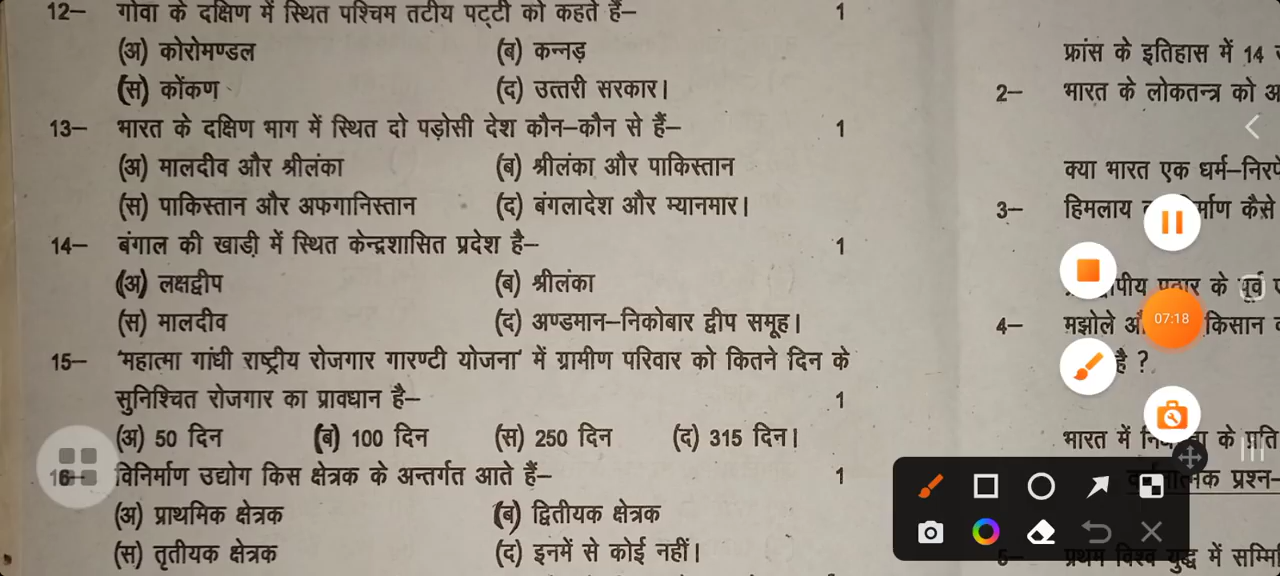 12– गोवा के दक्षिण में स्थित पश्चिम तटीय पट्टी को कहते हैं– 1
(अ) कोरोमण्डल (ब) कन्नड़
(स) कोंकण (द) उत्तरी सरकार।
13– भारत के दक्षिण भाग में स्थित दो पड़ोसी देश कौन–कौन से हैं– 1
(अ) मालदीव और श्रीलंका (ब) श्रीलंका और पाकिस्तान
(स) पाकिस्तान और अफगानिस्तान (द) बंगलादेश और म्यानमार।
14– बंगाल की खाड़ी में स्थित केन्द्रशासित प्रदेश है– 1
(अ) लक्षद्वीप (ब) श्रीलंका
(स) मालदीव (द) अण्डमान–निकोबार द्वीप समूह।
15– 'महात्मा गांधी राष्ट्रीय रोजगार गारण्टी योजना' में ग्रामीण परिवार को कितने दिन के
सुनिश्चित रोजगार का प्रावधान है– 1
(अ) 50 दिन (ब) 100 दिन (स) 250 दिन (द) 315 दिन।
16– विनिर्माण उद्योग किस क्षेत्रक के अन्तर्गत आते हैं– 1
(अ) प्राथमिक क्षेत्रक (ब) द्वितीयक क्षेत्रक
(स) तृतीयक क्षेत्रक (द) इनमें से कोई नहीं।
फ्रांस के इतिहास में 14
2– भारत के लोकतन्त्र को
क्या भारत एक
3– हिमलाय कैसे
के पूर्व
4– मझोले किसान
है ?
07:18
भारत में के प्रति
प्रश्न–
5– प्रथम विश्व युद्ध में